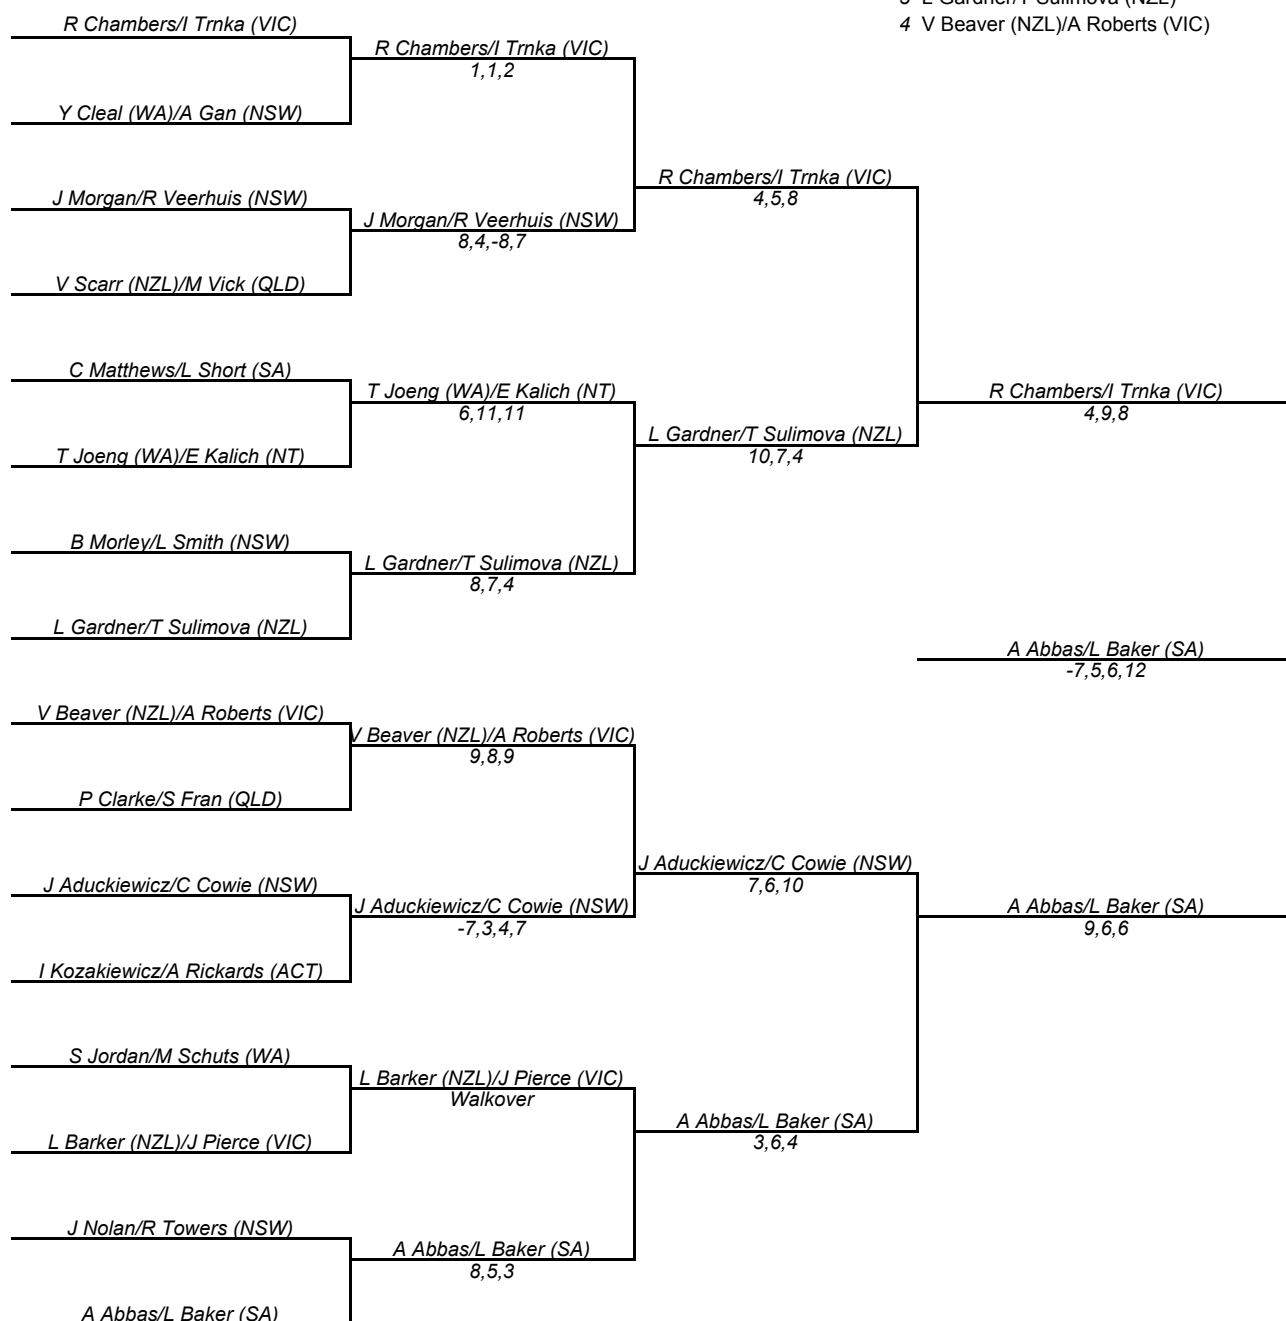 3 L Gardner/T Sulimova (NZL)
4 V Beaver (NZL)/A Roberts (VIC)
R Chambers/I Trnka (VIC)
R Chambers/I Trnka (VIC)
1,1,2
Y Cleal (WA)/A Gan (NSW)
R Chambers/I Trnka (VIC)
4,5,8
J Morgan/R Veerhuis (NSW)
J Morgan/R Veerhuis (NSW)
8,4,-8,7
V Scarr (NZL)/M Vick (QLD)
C Matthews/L Short (SA)
T Joeng (WA)/E Kalich (NT)
6,11,11
R Chambers/I Trnka (VIC)
4,9,8
L Gardner/T Sulimova (NZL)
10,7,4
T Joeng (WA)/E Kalich (NT)
B Morley/L Smith (NSW)
L Gardner/T Sulimova (NZL)
8,7,4
L Gardner/T Sulimova (NZL)
A Abbas/L Baker (SA)
-7,5,6,12
V Beaver (NZL)/A Roberts (VIC)
V Beaver (NZL)/A Roberts (VIC)
9,8,9
P Clarke/S Fran (QLD)
J Aduckiewicz/C Cowie (NSW)
7,6,10
J Aduckiewicz/C Cowie (NSW)
J Aduckiewicz/C Cowie (NSW)
-7,3,4,7
A Abbas/L Baker (SA)
9,6,6
I Kozakiewicz/A Rickards (ACT)
S Jordan/M Schuts (WA)
L Barker (NZL)/J Pierce (VIC)
Walkover
A Abbas/L Baker (SA)
3,6,4
L Barker (NZL)/J Pierce (VIC)
J Nolan/R Towers (NSW)
A Abbas/L Baker (SA)
8,5,3
A Abbas/L Baker (SA)